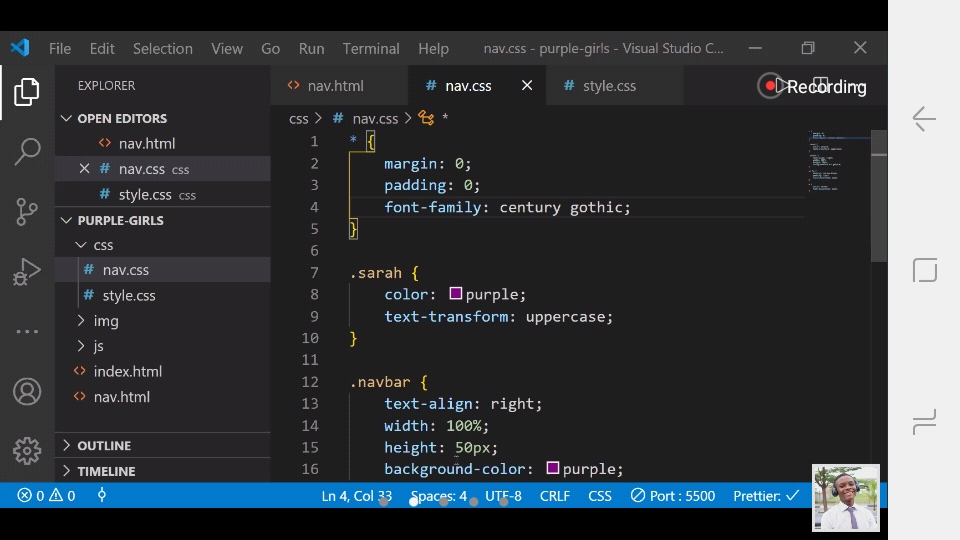 File Edit Selection View Go Run Terminal Help nav.css - purple-girls - Visual Studio C...
EXPLORER
OPEN EDITORS
nav.html
nav.css css
style.css css
PURPLE-GIRLS
css
nav.css
style.css
img
js
index.html
nav.html
OUTLINE
TIMELINE
nav.html nav.css style.css
Recording
css > # nav.css > *
1 * {
2 margin: 0;
3 padding: 0;
4 font-family: century gothic;
5 }
6
7 .sarah {
8 color: purple;
9 text-transform: uppercase;
10 }
11
12 .navbar {
13 text-align: right;
14 width: 100%;
15 height: 50px;
16 background-color: purple;
0 0 Ln 4, Col 33 Spaces: 4 UTF-8 CRLF CSS Port : 5500 Prettier: ✓